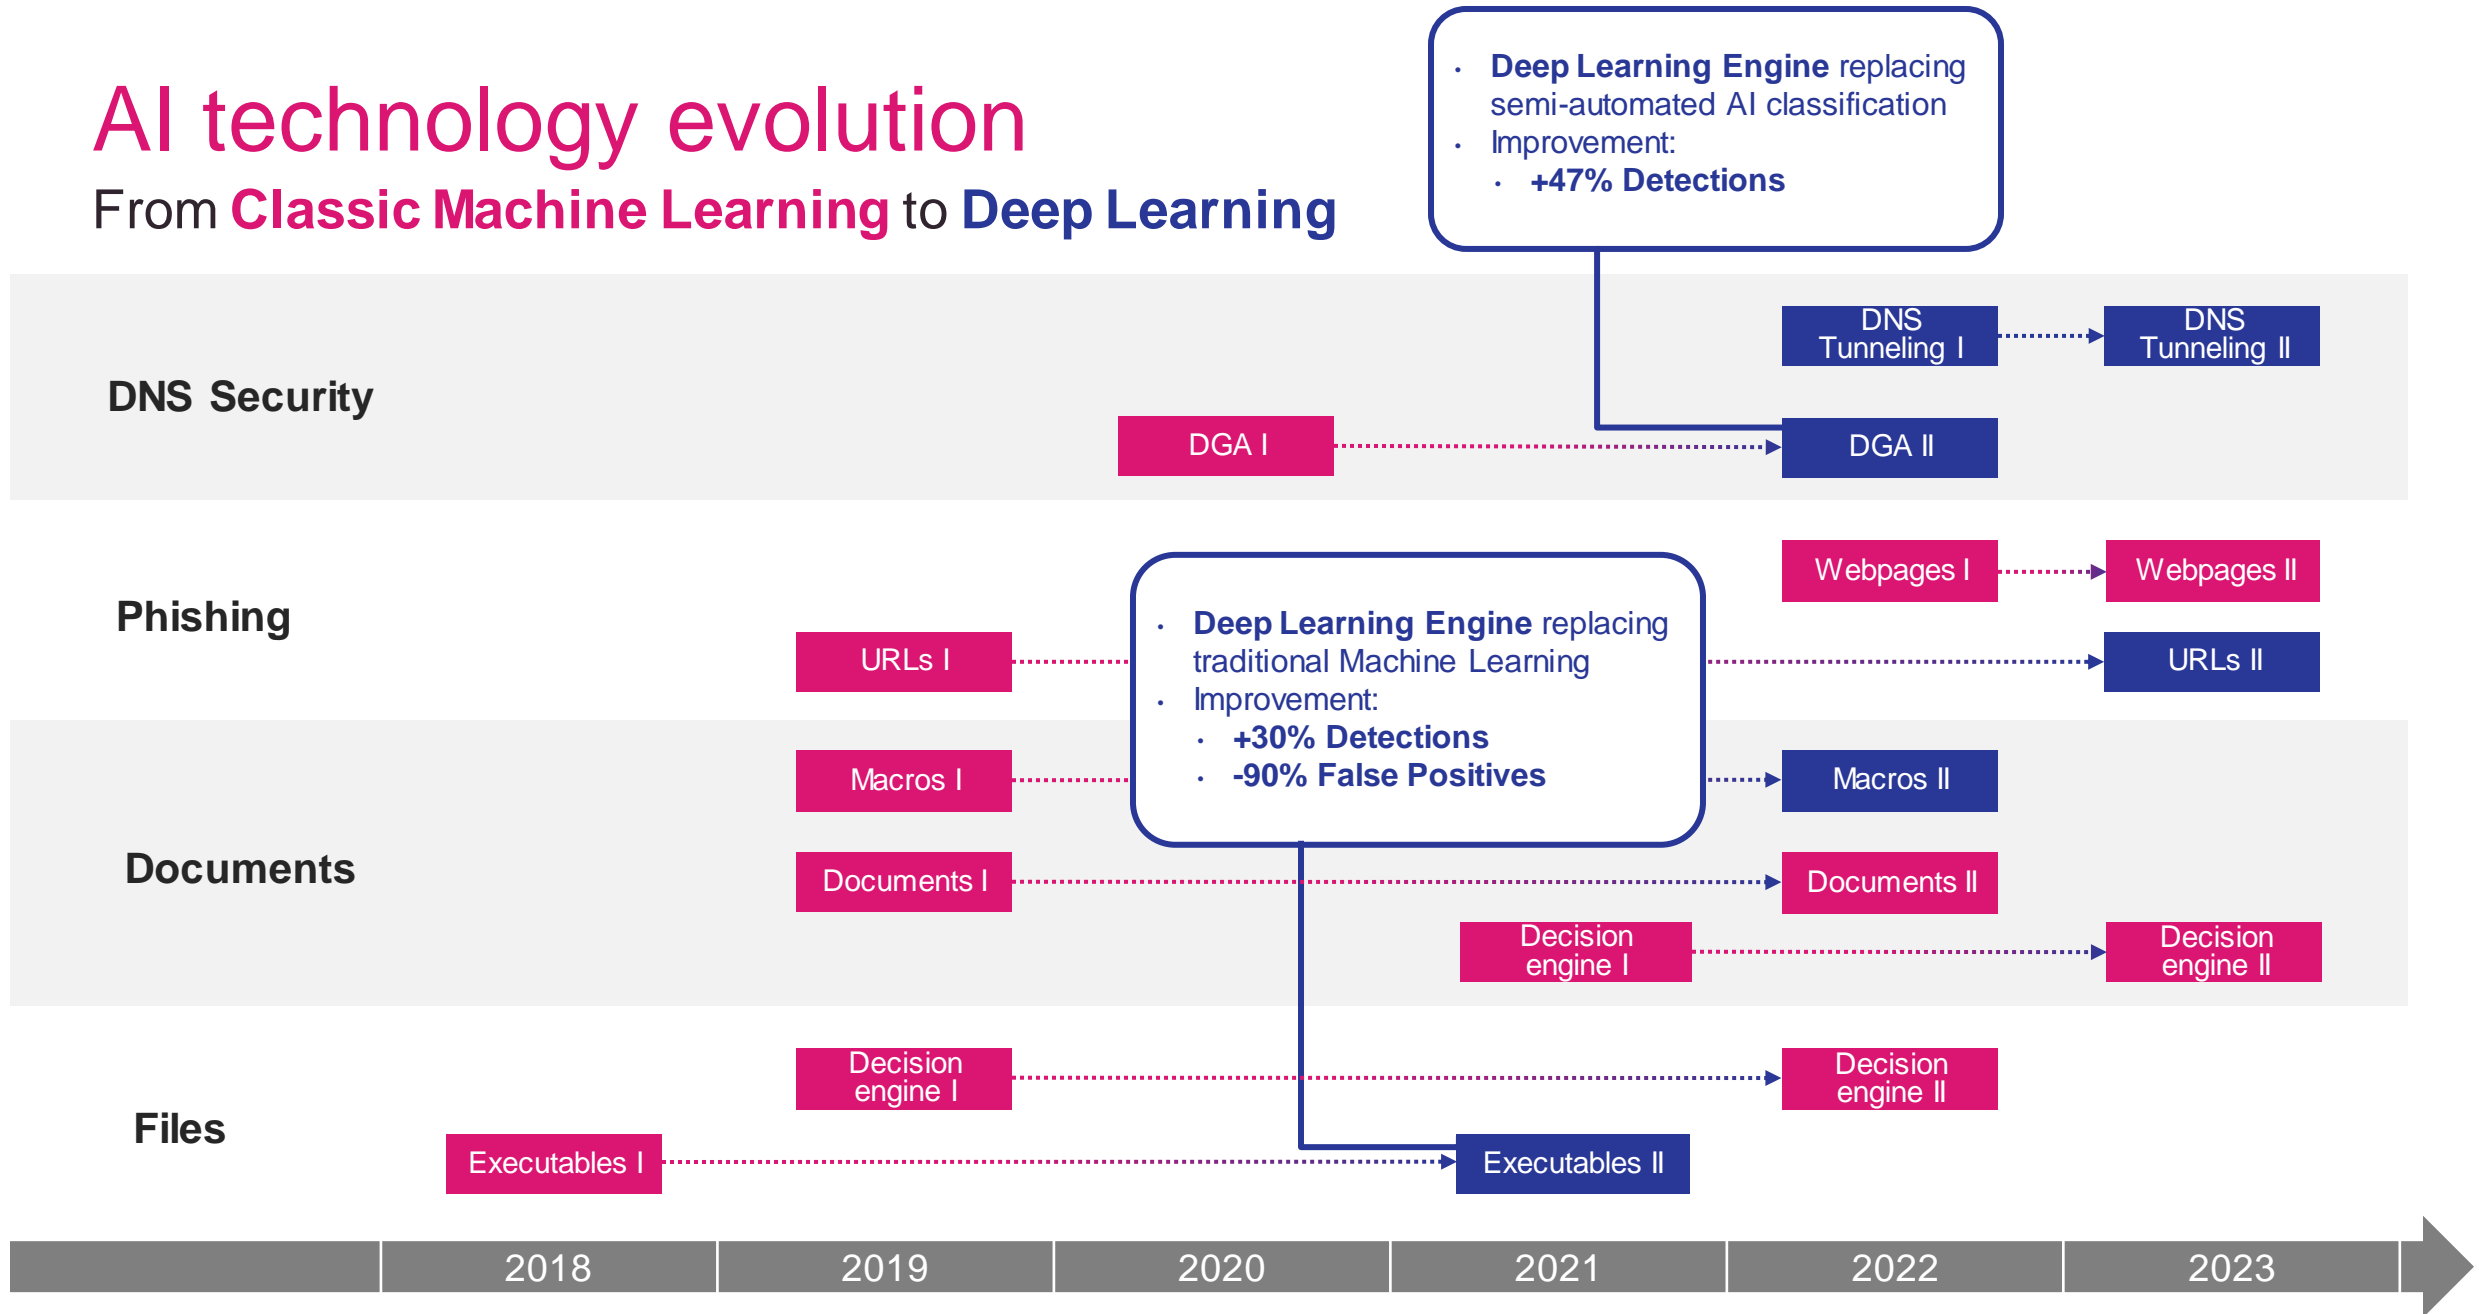 AI technology evolution
From Classic Machine Learning to Deep Learning
• Deep Learning Engine replacing
semi-automated AI classification
• Improvement:
• +47% Detections
DNS Security
DNS
Tunneling I
DNS
Tunneling II
DGA I
DGA II
Phishing
Webpages I
Webpages II
URLs I
URLs II
• Deep Learning Engine replacing
traditional Machine Learning
• Improvement:
• +30% Detections
• -90% False Positives
Documents
Macros I
Macros II
Documents I
Documents II
Decision
engine I
Decision
engine II
Files
Decision
engine I
Decision
engine II
Executables I
Executables II
2018
2019
2020
2021
2022
2023